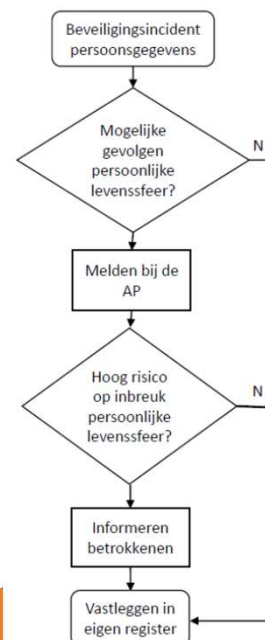 Beveiligingsincident
persoonsgegevens
Mogelijke
gevolgen
persoonlijke
levenssfeer?
N
Melden bij de
AP
Hoog risico
op inbreuk
persoonlijke
levenssfeer?
N
Informeren
betrokkenen
Vastleggen in
eigen register